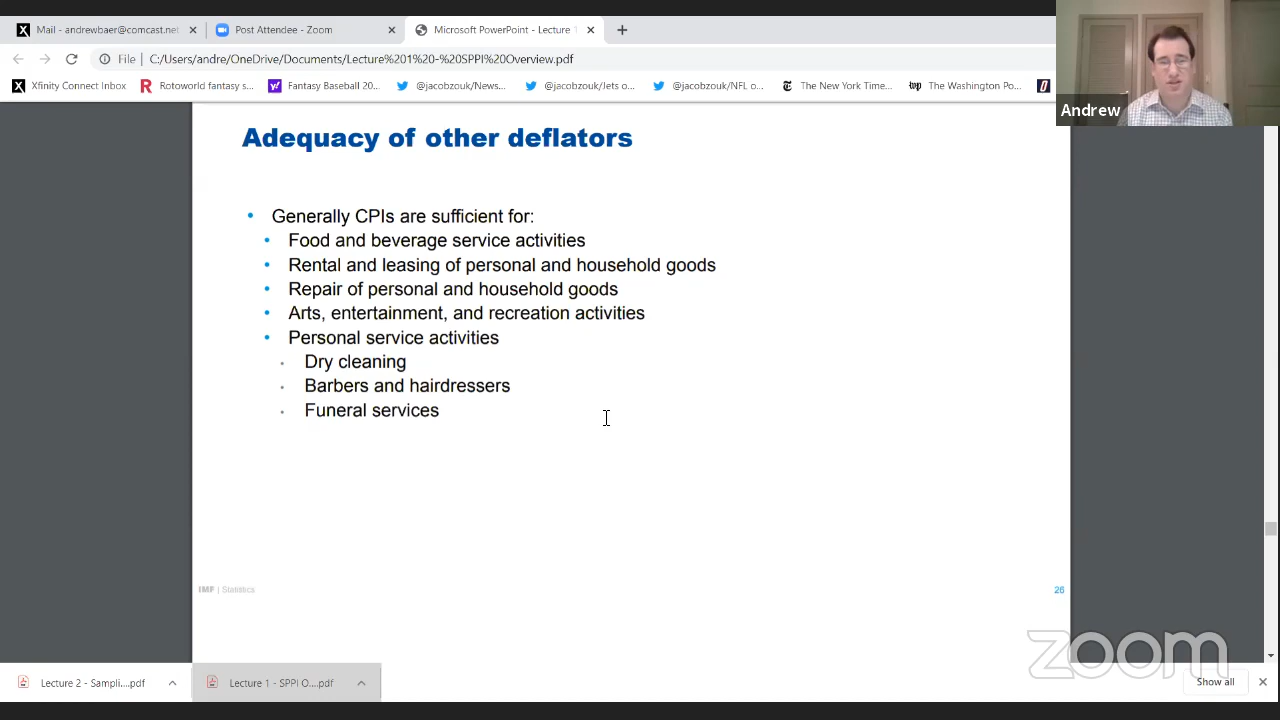 Mail - andrewbaer@comcast.net
Post Attendee - Zoom
Microsoft PowerPoint - Lecture 1
File | C:/Users/andre/OneDrive/Documents/Lecture%201%20-%20SPPI%20Overview.pdf
Xfinity Connect Inbox
Rotoworld fantasy s...
Fantasy Baseball 20...
@jacobzouk/News...
@jacobzouk/Jets o...
@jacobzouk/NFL o...
The New York Time...
The Washington Po...
Andrew
Adequacy of other deflators
• Generally CPIs are sufficient for:
• Food and beverage service activities
• Rental and leasing of personal and household goods
• Repair of personal and household goods
• Arts, entertainment, and recreation activities
• Personal service activities
• Dry cleaning
• Barbers and hairdressers
• Funeral services
IMF | Statistics
26
zoom
Lecture 2 - Sampli....pdf
Lecture 1 - SPPI O....pdf
Show all